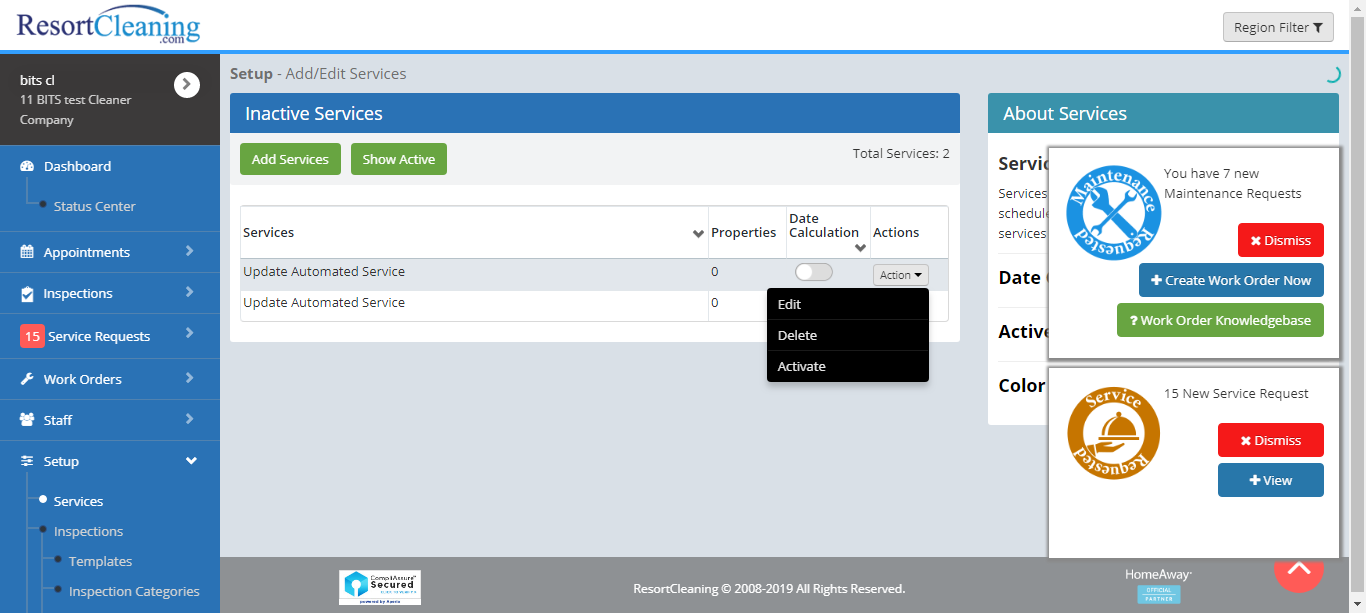 ResortCleaning
.com
Region Filter
bits cl
11 BITS test Cleaner
Company
Dashboard
Status Center
Appointments
Inspections
15 Service Requests
Work Orders
Staff
Setup
Services
Inspections
Templates
Inspection Categories
Setup - Add/Edit Services
Inactive Services
Add Services
Show Active
Total Services: 2
Services
Properties
Date
Calculation
Actions
Update Automated Service
0
Action
Update Automated Service
0
Edit
Delete
Activate
About Services
Services
schedul
services
Date
Active
Color
Maintenance
Requested
You have 7 new
Maintenance Requests
Dismiss
Create Work Order Now
? Work Order Knowledgebase
Service
Requested
15 New Service Request
Dismiss
View
CompliAssure
Secured
powered by
ResortCleaning © 2008-2019 All Rights Reserved.
HomeAway
OFFICIAL
PARTNER